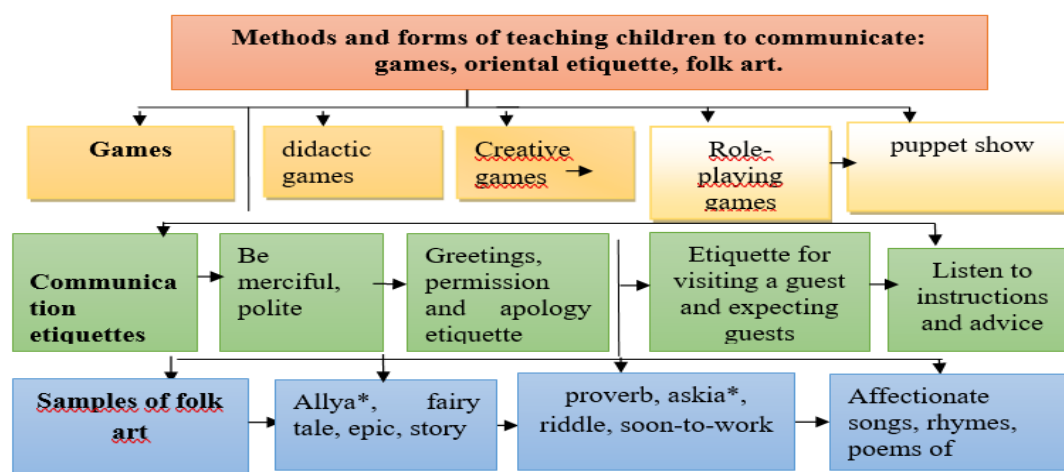 Methods and forms of teaching children to communicate:
games, oriental etiquette, folk art.
Games
didactic
games
Creative
games
Role-
playing
games
puppet show
Communica
tion
etiquettes
Be
merciful,
polite
Greetings,
permission
and apology
etiquette
Etiquette for
visiting a guest
and expecting
guests
Listen to
instructions
and advice
Samples of folk
art
Allya*, fairy
tale, epic, story
proverb, askia*,
riddle, soon-to-work
Affectionate
songs, rhymes,
poems of